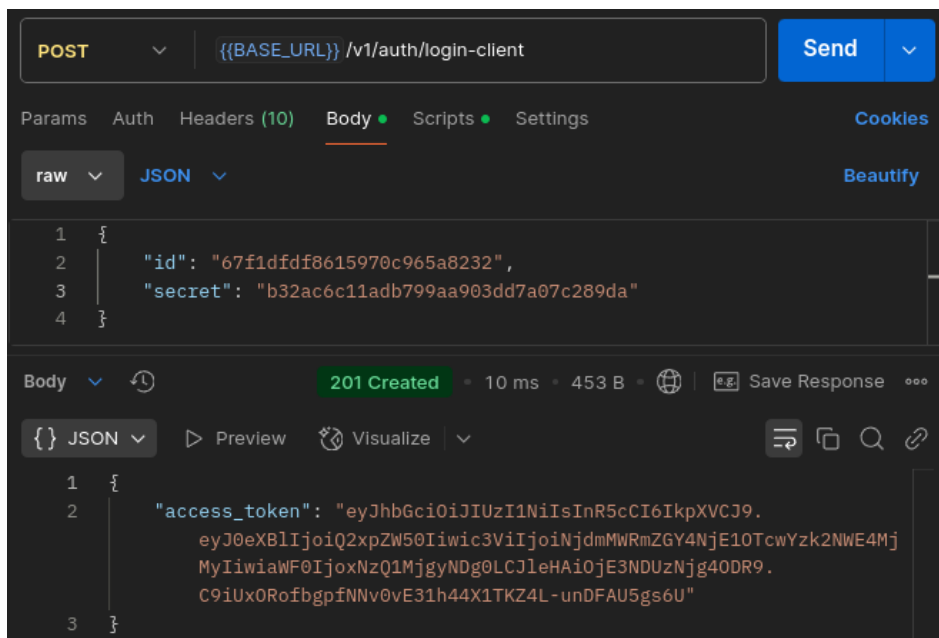 POST {{BASE_URL}} /v1/auth/login-client Send
Params Auth Headers (10) Body Scripts Settings Cookies
raw JSON Beautify
1 {
2 "id": "67f1dfdf8615970c965a8232",
3 "secret": "b32ac6c11adb799aa903dd7a07c289da"
4 }
Body 201 Created 10 ms 453 B e.g. Save Response
{} JSON Preview Visualize
1 {
2 "access_token": "eyJhbGciOiJIUzI1NiIsInR5cCI6IkpXVCJ9.
eyJ0eXBlIjoiQ2xpZW50Iiwic3ViIjoiNjdmMWRmZGY4NjE1OTcwYzk2NWE4Mj
MyIiwiaWF0IjoxNzQ1MjgyNDg0LCJleHAiOjE3NDUzNjg4ODR9.
C9iUxORofbgpfNNv0vE31h44X1TKZ4L-unDFAU5gs6U"
3 }